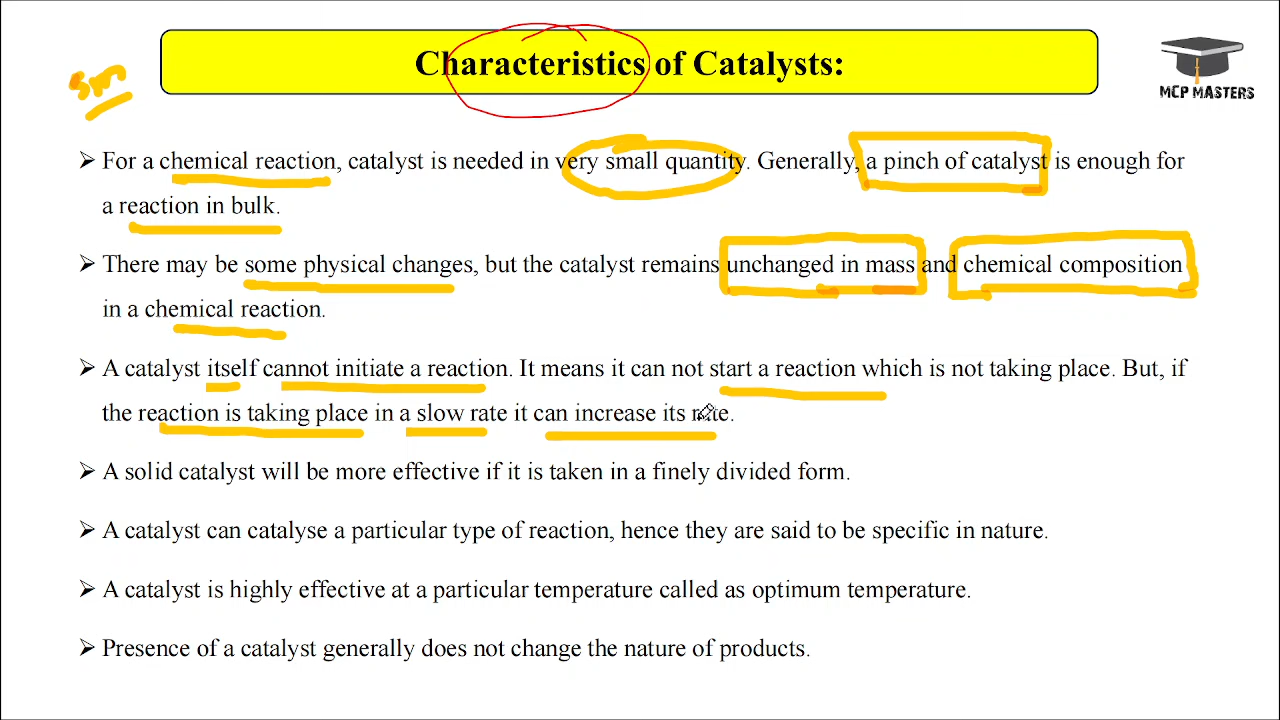 Characteristics of Catalysts:
MCP MASTERS
5m
➢ For a chemical reaction, catalyst is needed in very small quantity. Generally, a pinch of catalyst is enough for
a reaction in bulk.
➢ There may be some physical changes, but the catalyst remains unchanged in mass and chemical composition
in a chemical reaction.
➢ A catalyst itself cannot initiate a reaction. It means it can not start a reaction which is not taking place. But, if
the reaction is taking place in a slow rate it can increase its rate.
➢ A solid catalyst will be more effective if it is taken in a finely divided form.
➢ A catalyst can catalyse a particular type of reaction, hence they are said to be specific in nature.
➢ A catalyst is highly effective at a particular temperature called as optimum temperature.
➢ Presence of a catalyst generally does not change the nature of products.